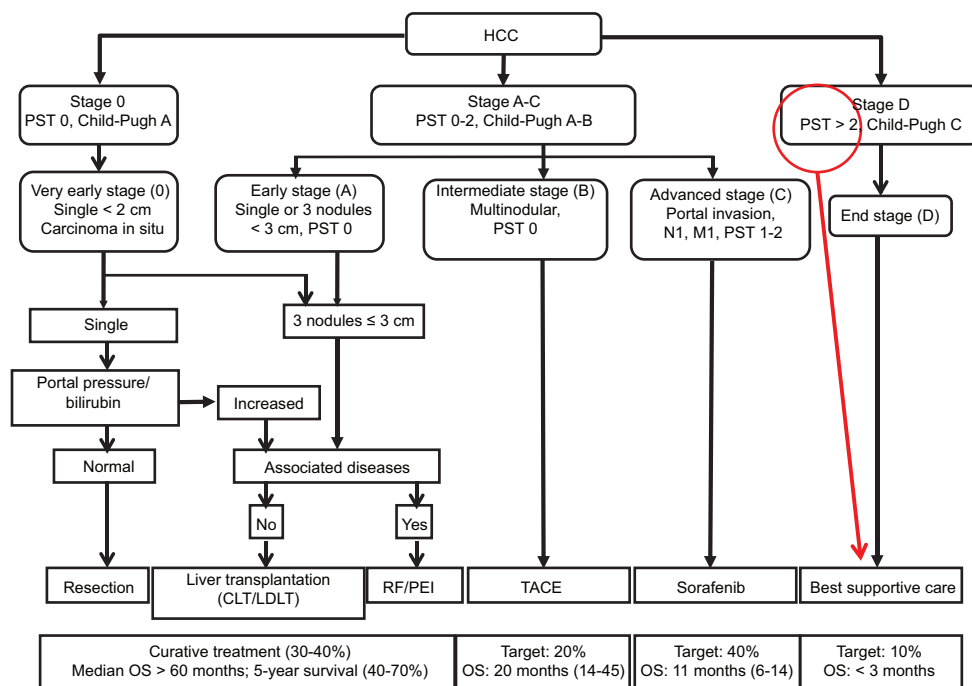 HCC
Stage 0
PST 0, Child-Pugh A
Stage A-C
PST 0-2, Child-Pugh A-B
Stage D
PST > 2, Child-Pugh C
Very early stage (0)
Single < 2 cm
Carcinoma in situ
Early stage (A)
Single or 3 nodules
< 3 cm, PST 0
Intermediate stage (B)
Multinodular,
PST 0
Advanced stage (C)
Portal invasion,
N1, M1, PST 1-2
End stage (D)
Single
3 nodules ≤ 3 cm
Portal pressure/
bilirubin
Increased
Normal
Associated diseases
No
Yes
Resection
Liver transplantation
(CLT/LDLT)
RF/PEI
TACE
Sorafenib
Best supportive care
Curative treatment (30-40%)
Median OS > 60 months; 5-year survival (40-70%)
Target: 20%
OS: 20 months (14-45)
Target: 40%
OS: 11 months (6-14)
Target: 10%
OS: < 3 months